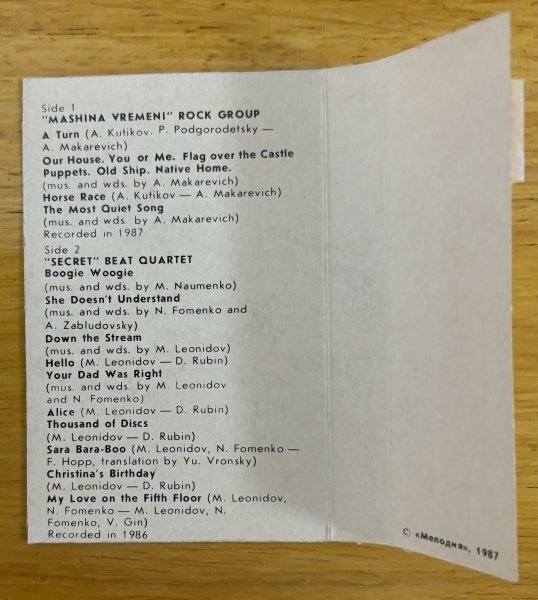 Side 1
"MASHINA VREMENI" ROCK GROUP
A Turn (A. Kutikov. P. Podgorodetsky —
A. Makarevich)
Our House. You or Me. Flag over the Castle
Puppets. Old Ship. Native Home.
(mus. and wds. by A. Makarevich)
Horse Race (A. Kutikov — A. Makarevich)
The Most Quiet Song
(mus. and wds. by A. Makarevich)
Recorded in 1987
Side 2
"SECRET" BEAT QUARTET
Boogie Woogie
(mus. and wds. by M. Naumenko)
She Doesn't Understand
(mus. and wds. by N. Fomenko and
A. Zabludovsky)
Down the Stream
(mus. and wds. by M. Leonidov)
Hello (M. Leonidov — D. Rubin)
Your Dad Was Right
(mus. and wds. by M. Leonidov
and N. Fomenko)
Alice (M. Leonidov — D. Rubin)
Thousand of Discs
(M. Leonidov — D. Rubin)
Sara Bara-Boo (M. Leonidov, N. Fomenko —
F. Hopp, translation by Yu. Vronsky)
Christina's Birthday
(M. Leonidov — D. Rubin)
My Love on the Fifth Floor (M. Leonidov,
N. Fomenko — M. Leonidov, N.
Fomenko, V. Gin)
Recorded in 1986
© «Мелодия», 1987